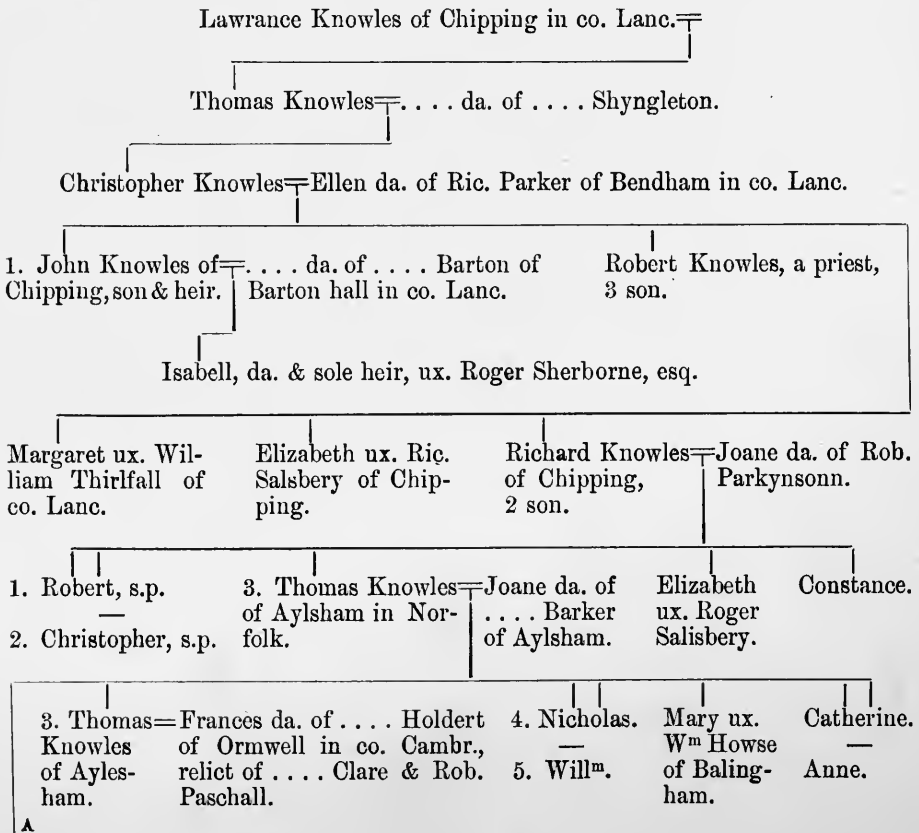 Lawrance Knowles of Chipping in co. Lanc.
Thomas Knowles . . . . da. of . . . . Shyngleton.
Christopher Knowles Ellen da. of Ric. Parker of Bendham in co. Lanc.
1. John Knowles of
Chipping, son & heir.
. . . . da. of . . . . Barton of
Barton hall in co. Lanc.
Robert Knowles, a priest,
3 son.
Isabell, da. & sole heir, ux. Roger Sherborne, esq.
Margaret ux. Wil-
liam Thirlfall of
co. Lanc.
Elizabeth ux. Ric.
Salsbery of Chip-
ping.
Richard Knowles
of Chipping,
2 son.
Joane da. of Rob.
Parkynsonn.
1. Robert, s.p.
—
2. Christopher, s.p.
3. Thomas Knowles
of Aylsham in Nor-
folk.
Joane da. of
. . . . Barker
of Aylsham.
Elizabeth
ux. Roger
Salisbery.
Constance.
3. Thomas
Knowles
of Ayles-
ham.
Frances da. of . . . . Holdert
of Ormwell in co. Cambr.,
relict of . . . . Clare & Rob.
Paschall.
4. Nicholas.
—
5. Willm.
Mary ux.
Wm Howse
of Baling-
ham.
Catherine.
—
Anne.
A